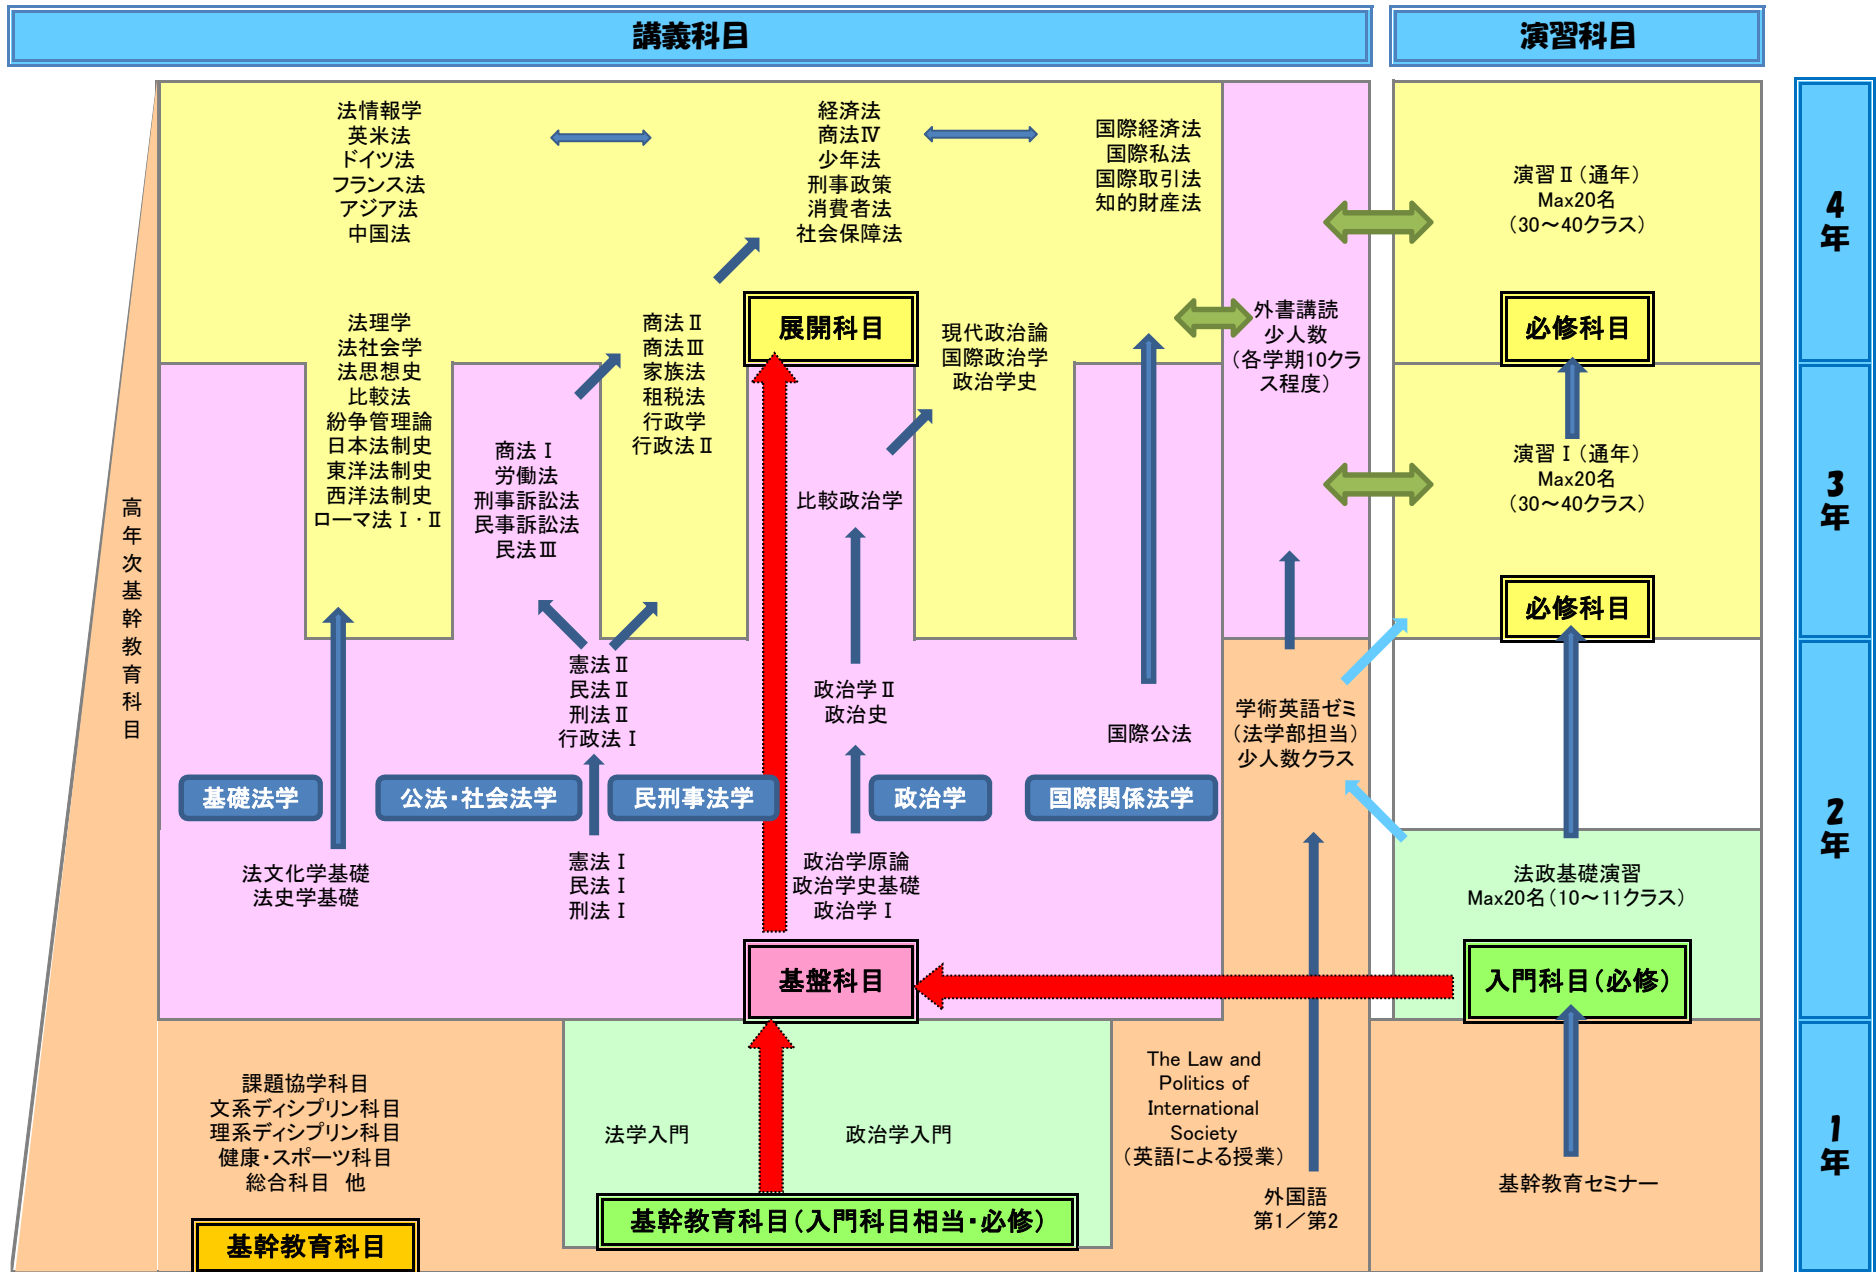 講義科目
演習科目
法情報学
英米法
ドイツ法
フランス法
アジア法
中国法
経済法
商法Ⅳ
少年法
刑事政策
消費者法
社会保障法
国際経済法
国際私法
国際取引法
知的財産法
演習Ⅱ(通年)
Max20名
(30～40クラス)
4年
法理学
法社会学
法思想史
比較法
紛争管理論
日本法制史
東洋法制史
西洋法制史
ローマ法Ⅰ・Ⅱ
商法Ⅱ
商法Ⅲ
家族法
租税法
行政学
行政法Ⅱ
展開科目
現代政治論
国際政治学
政治学史
外書講読
少人数
(各学期10クラ
ス程度)
必修科目
商法Ⅰ
労働法
刑事訴訟法
民事訴訟法
民法Ⅲ
比較政治学
演習Ⅰ(通年)
Max20名
(30～40クラス)
3年
必修科目
高年次基幹教育科目
憲法Ⅱ
民法Ⅱ
刑法Ⅱ
行政法Ⅰ
政治学Ⅱ
政治史
国際公法
学術英語ゼミ
(法学部担当)
少人数クラス
基礎法学
公法・社会法学
民刑事法学
政治学
国際関係法学
2年
法文化学基礎
法史学基礎
憲法Ⅰ
民法Ⅰ
刑法Ⅰ
政治学原論
政治学史基礎
政治学Ⅰ
法政基礎演習
Max20名(10～11クラス)
基盤科目
入門科目(必修)
課題協学科目
文系ディシプリン科目
理系ディシプリン科目
健康・スポーツ科目
総合科目 他
法学入門
政治学入門
The Law and
Politics of
International
Society
(英語による授業)
外国語
第1／第2
基幹教育セミナー
1年
基幹教育科目
基幹教育科目(入門科目相当・必修)